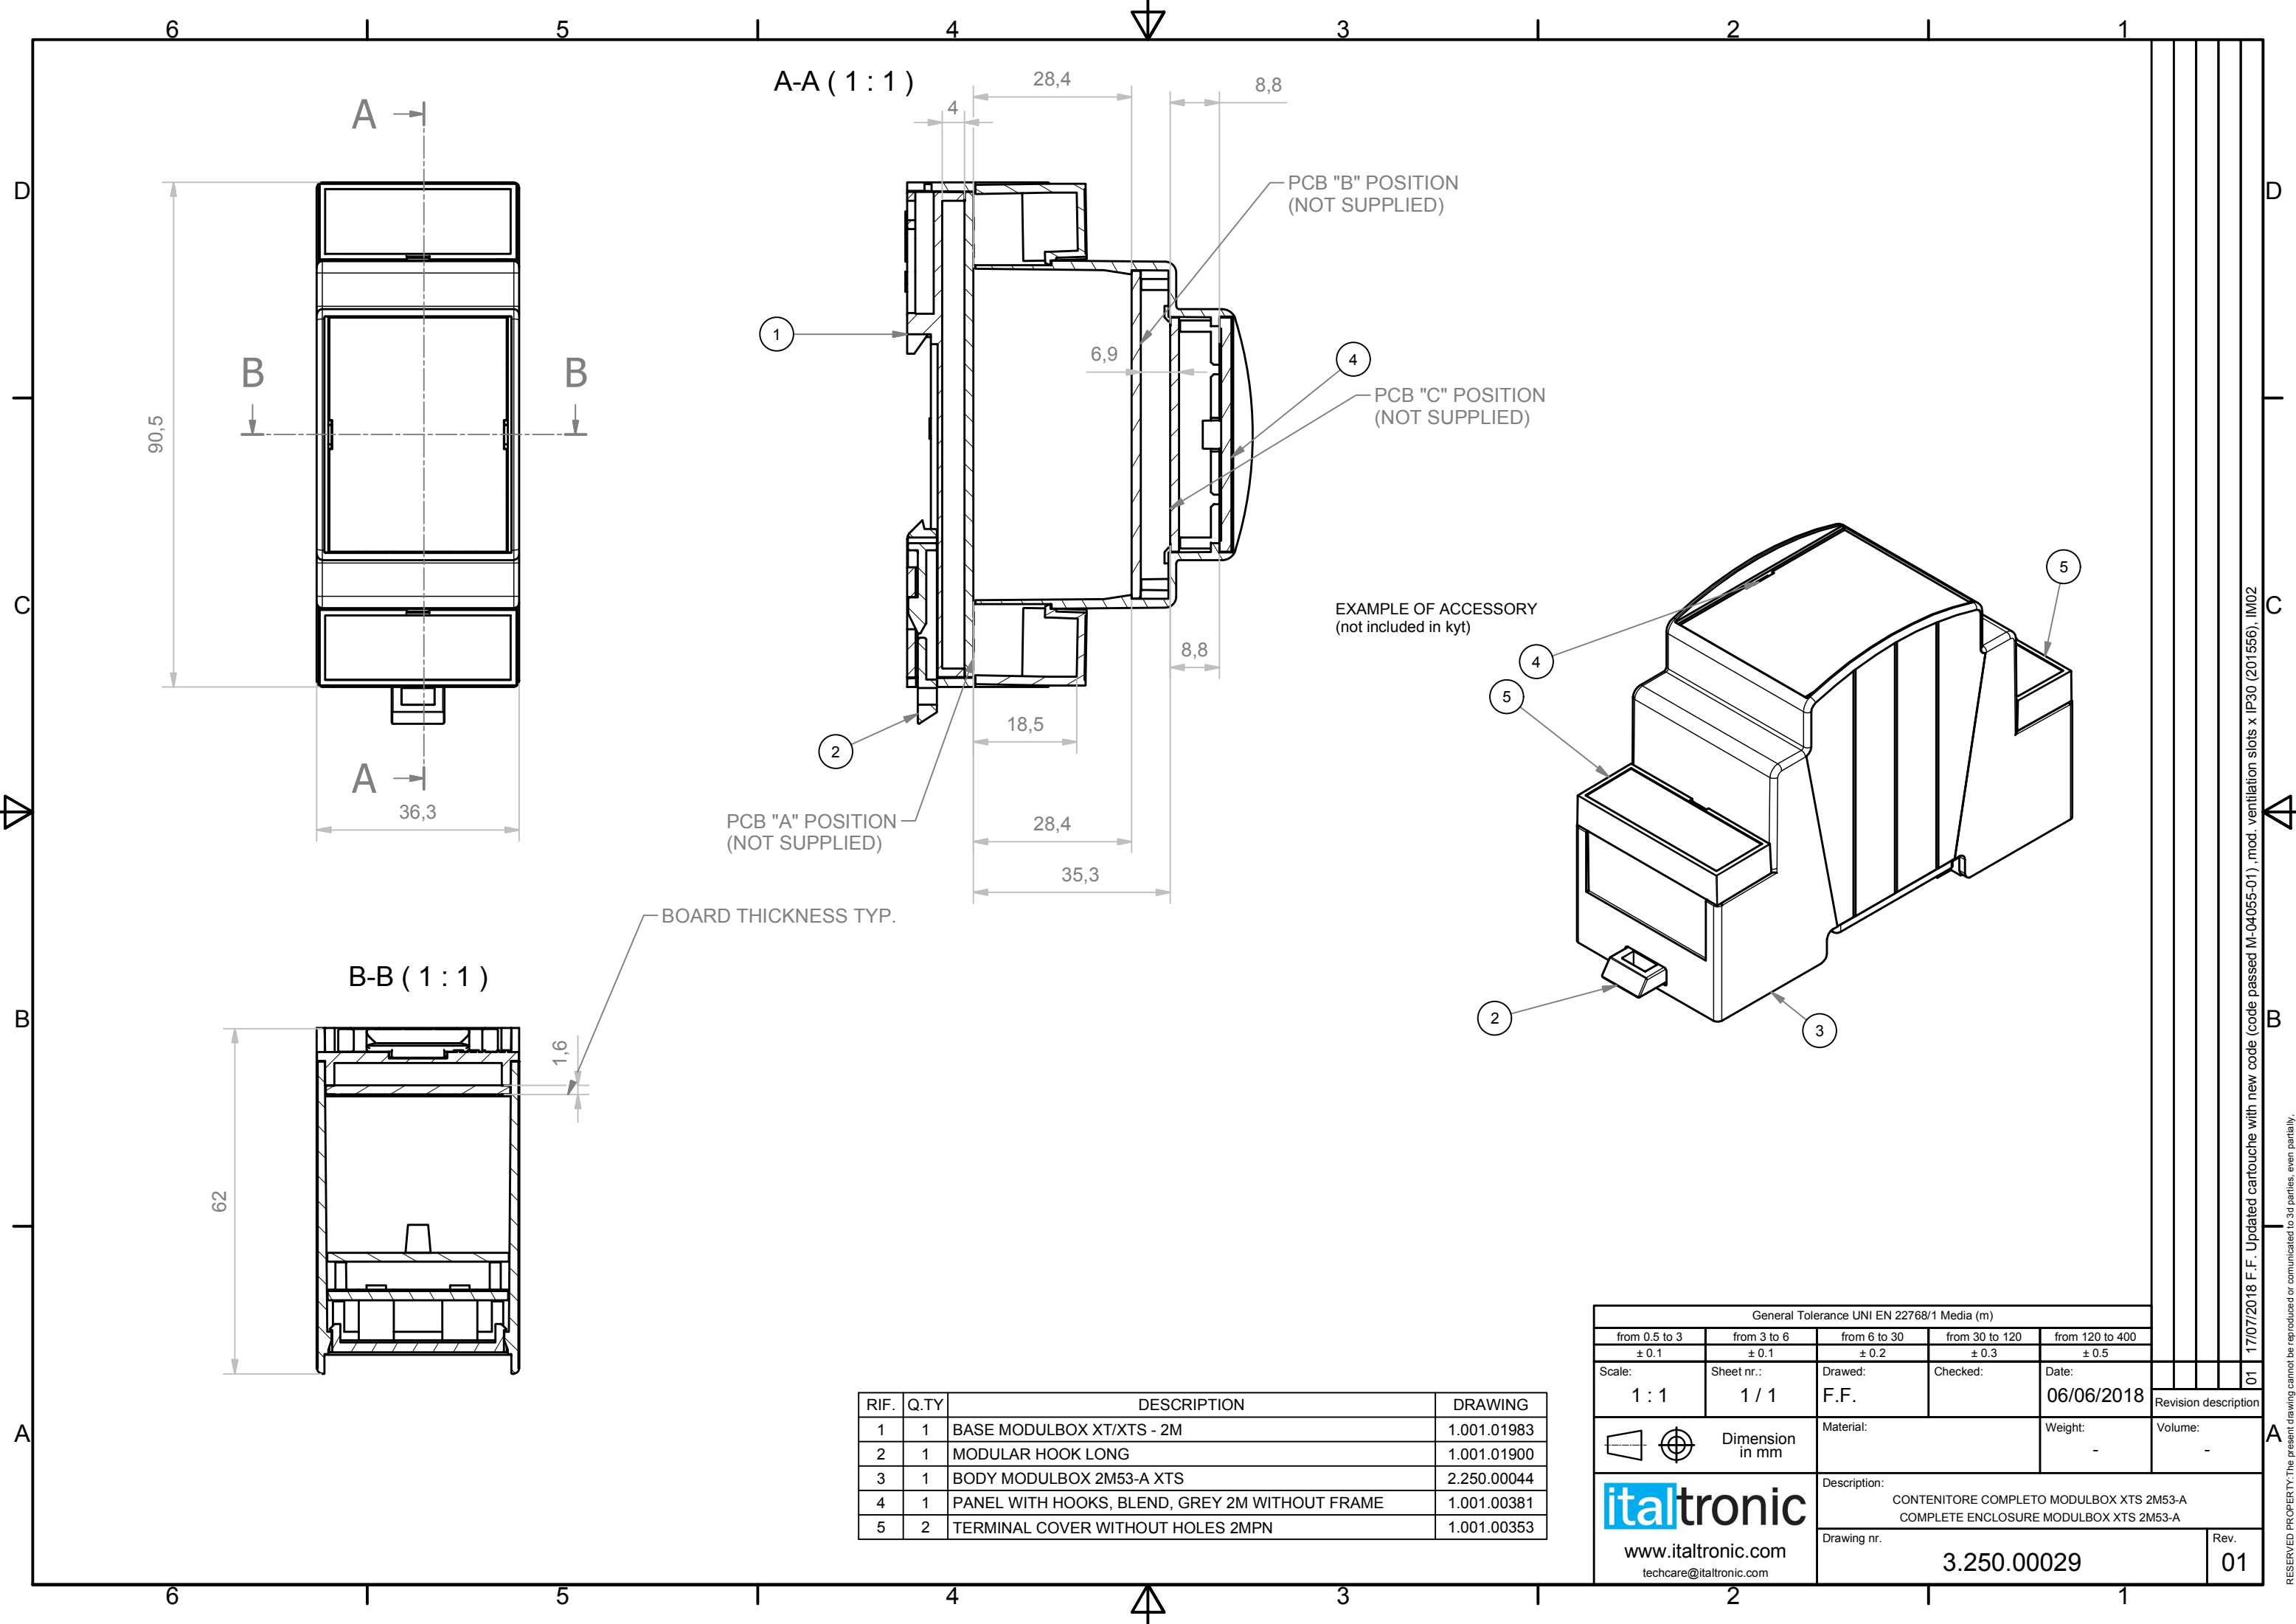 6 5 4 3 2 1
D
C
B
A
D
C
B
A
A
A
B B
90,5
36,3
A-A ( 1 : 1 )
28,4
8,8
4
PCB "B" POSITION
(NOT SUPPLIED)
1
6,9
4
PCB "C" POSITION
(NOT SUPPLIED)
8,8
18,5
2
PCB "A" POSITION
(NOT SUPPLIED)
28,4
35,3
BOARD THICKNESS TYP.
B-B ( 1 : 1 )
1,6
62
EXAMPLE OF ACCESSORY
(not included in kyt)
5
4
5
2
3
RIF. Q.TY DESCRIPTION DRAWING
1 1 BASE MODULBOX XT/XTS - 2M 1.001.01983
2 1 MODULAR HOOK LONG 1.001.01900
3 1 BODY MODULBOX 2M53-A XTS 2.250.00044
4 1 PANEL WITH HOOKS, BLEND, GREY 2M WITHOUT FRAME 1.001.00381
5 2 TERMINAL COVER WITHOUT HOLES 2MPN 1.001.00353
General Tolerance UNI EN 22768/1 Media (m)
from 0.5 to 3 from 3 to 6 from 6 to 30 from 30 to 120 from 120 to 400
± 0.1 ± 0.1 ± 0.2 ± 0.3 ± 0.5
Scale: Sheet nr.: Drawed: Checked: Date:
1 : 1 1 / 1 F.F. 06/06/2018
Revision description
Dimension
in mm
Material: Weight: Volume:
- -
italtronic
www.italtronic.com
techcare@italtronic.com
Description:
CONTENITORE COMPLETO MODULBOX XTS 2M53-A
COMPLETE ENCLOSURE MODULBOX XTS 2M53-A
Drawing nr. Rev.
3.250.00029 01
01 17/07/2018 F.F. Updated cartouche with new code (code passed M-04055-01) ,mod. ventilation slots x IP30 (201556), IM02
RESERVED PROPERTY:The present drawing cannot be reproduced or comunicated to 3d parties, even partially.
6 5 4 3 2 1